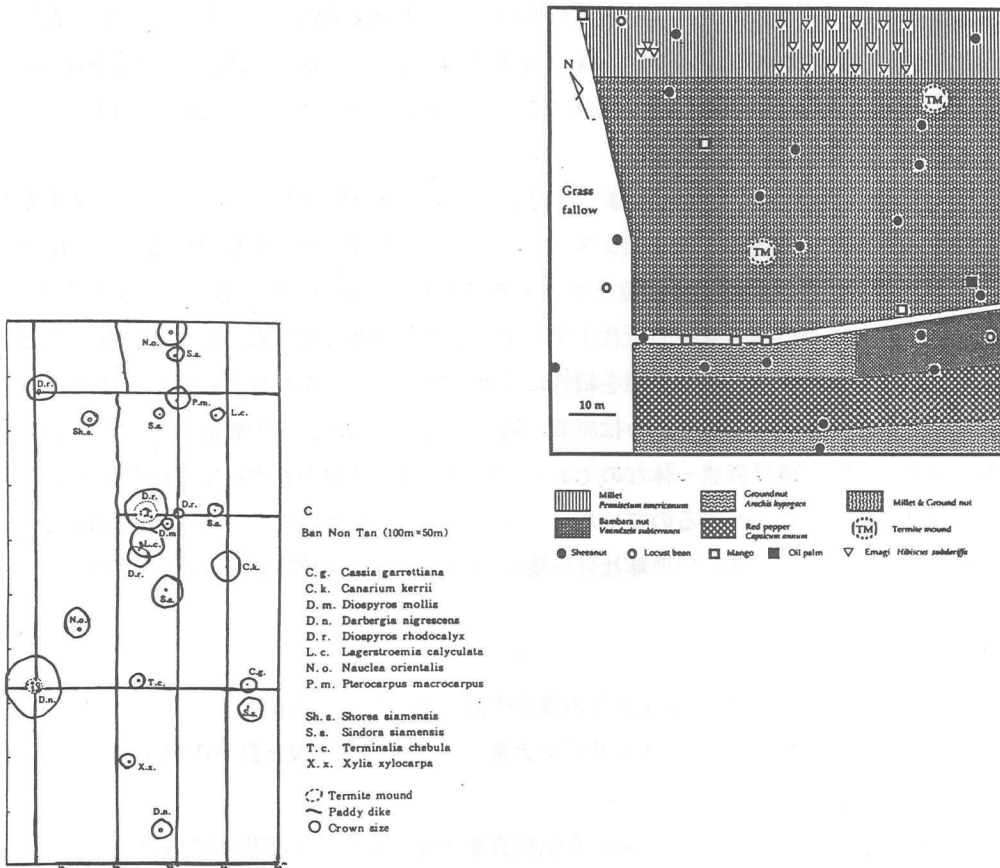 N
Grass
fallow
TM
TM
10 m
Millet
Pennisetum americanum
Groundnut
Arachis hypogaea
Millet & Ground nut
Bambara nut
Voandzeia subterranea
Red pepper
Capsicum annum
TM
Termite mound
Sheanut
Locust bean
Mango
Oil palm
Emagi Hibiscus subdariffa
N.o.
S.s.
D.r.
P.m.
Sh.s.
S.s.
L.c.
D.r.
D.r.
S.s.
D.m
L.c.
D.r.
C.k.
S.s.
N.o.
T.c.
C.g.
D.n.
S.s.
X.x.
D.n.
C
Ban Non Tan (100m×50m)
C. g. Cassia garrettiana
C. k. Canarium kerrii
D. m. Diospyros mollis
D. n. Darbergia nigrescens
D. r. Diospyros rhodocalyx
L. c. Lagerstroemia calyculata
N. o. Nauclea orientalis
P. m. Pterocarpus macrocarpus
Sh. s. Shorea siamensis
S. s. Sindora siamensis
T. c. Terminalia chebula
X. x. Xylia xylocarpa
Termite mound
Paddy dike
Crown size